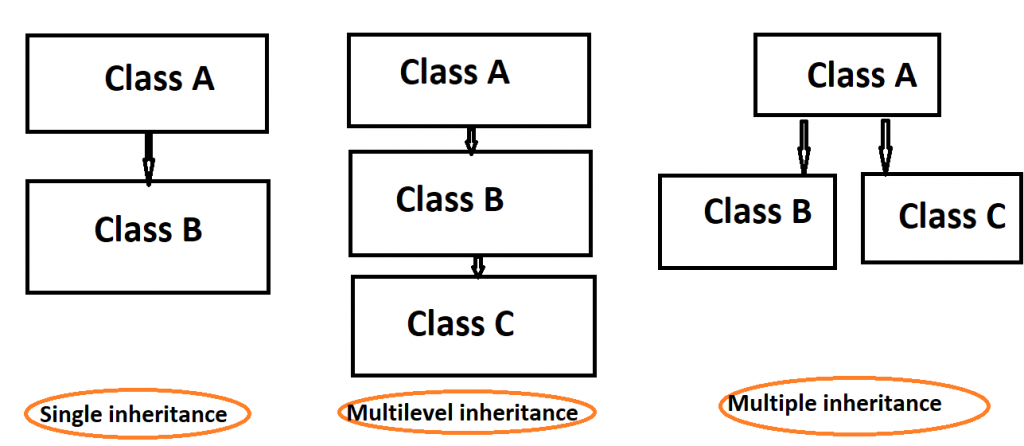 Class A
Class B
Single inheritance
Class A
Class B
Class C
Multilevel inheritance
Class A
Class B
Class C
Multiple inheritance